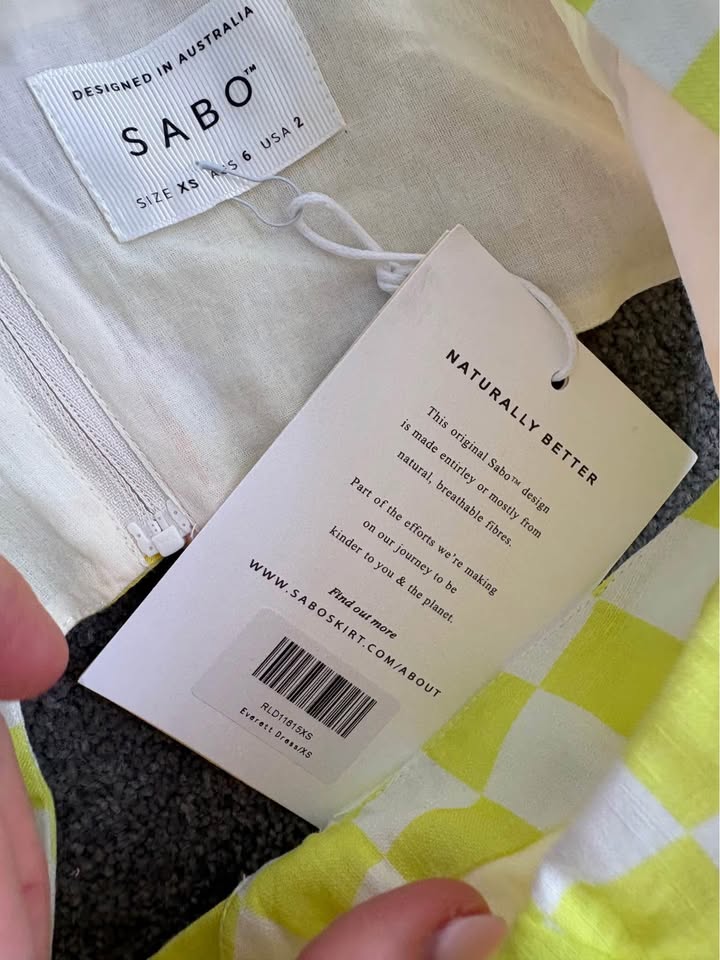 DESIGNED IN AUSTRALIA
SABO™
SIZE XS AUS 6 USA 2
NATURALLY BETTER
This original Sabo™ design
is made entirley or mostly from
natural, breathable fibres.
Part of the efforts we're making
on our journey to be
kinder to you & the planet.
Find out more
WWW.SABOSKIRT.COM/ABOUT
RLD11615XS
Everett Dress/XS